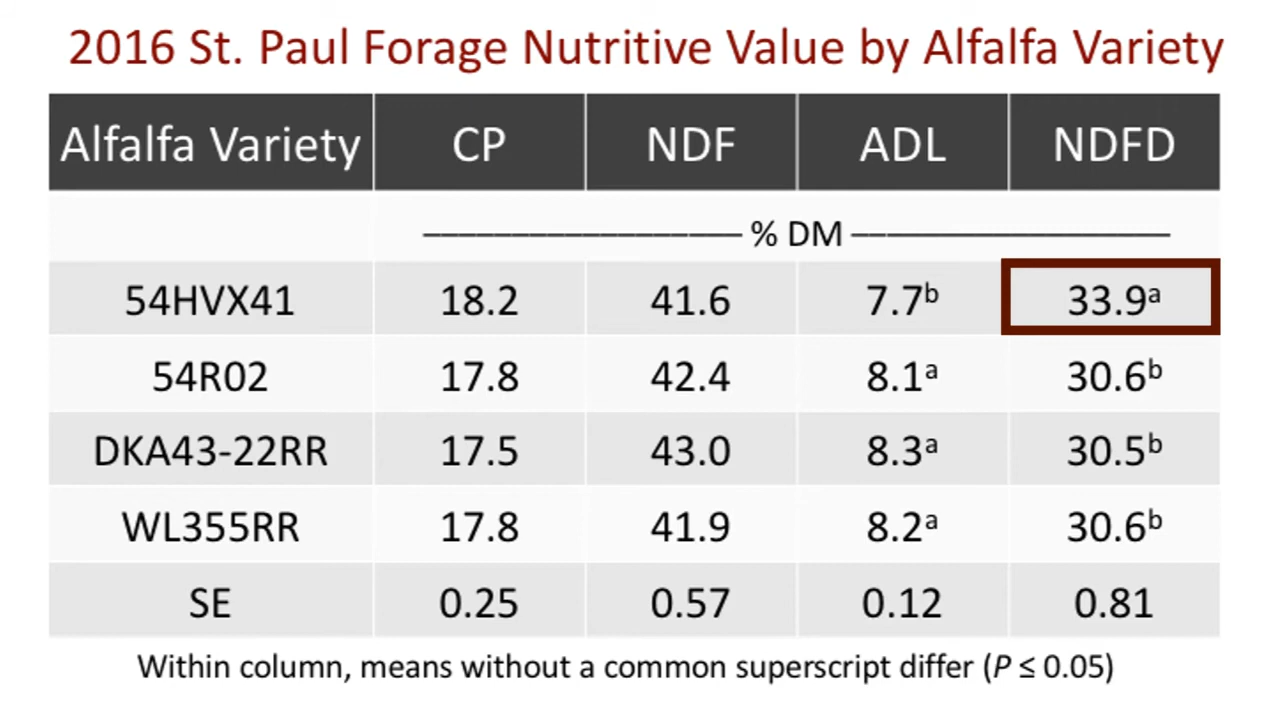 2016 St. Paul Forage Nutritive Value by Alfalfa Variety
Alfalfa Variety CP NDF ADL NDFD
% DM
54HVX41 18.2 41.6 7.7ᵇ 33.9ᵃ
54R02 17.8 42.4 8.1ᵃ 30.6ᵇ
DKA43-22RR 17.5 43.0 8.3ᵃ 30.5ᵇ
WL355RR 17.8 41.9 8.2ᵃ 30.6ᵇ
SE 0.25 0.57 0.12 0.81
Within column, means without a common superscript differ (P ≤ 0.05)